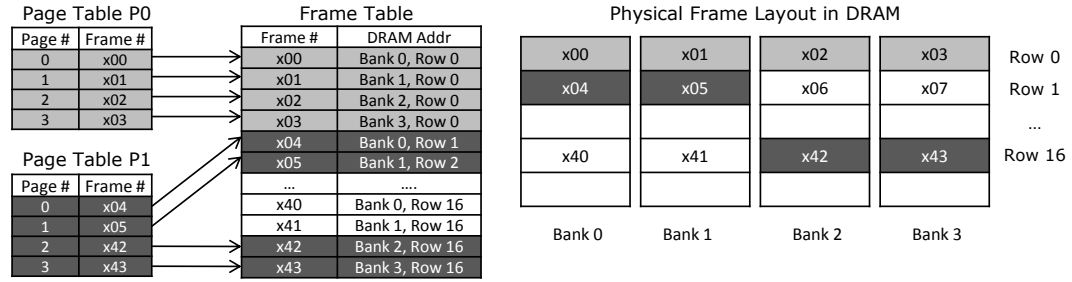 Page Table P0
Page # Frame #
0 x00
1 x01
2 x02
3 x03
Page Table P1
Page # Frame #
0 x04
1 x05
2 x42
3 x43
Frame Table
Frame # DRAM Addr
x00 Bank 0, Row 0
x01 Bank 1, Row 0
x02 Bank 2, Row 0
x03 Bank 3, Row 0
x04 Bank 0, Row 1
x05 Bank 1, Row 2
... ....
x40 Bank 0, Row 16
x41 Bank 1, Row 16
x42 Bank 2, Row 16
x43 Bank 3, Row 16
Physical Frame Layout in DRAM
x00 x01 x02 x03 Row 0
x04 x05 x06 x07 Row 1
...
x40 x41 x42 x43 Row 16
Bank 0 Bank 1 Bank 2 Bank 3